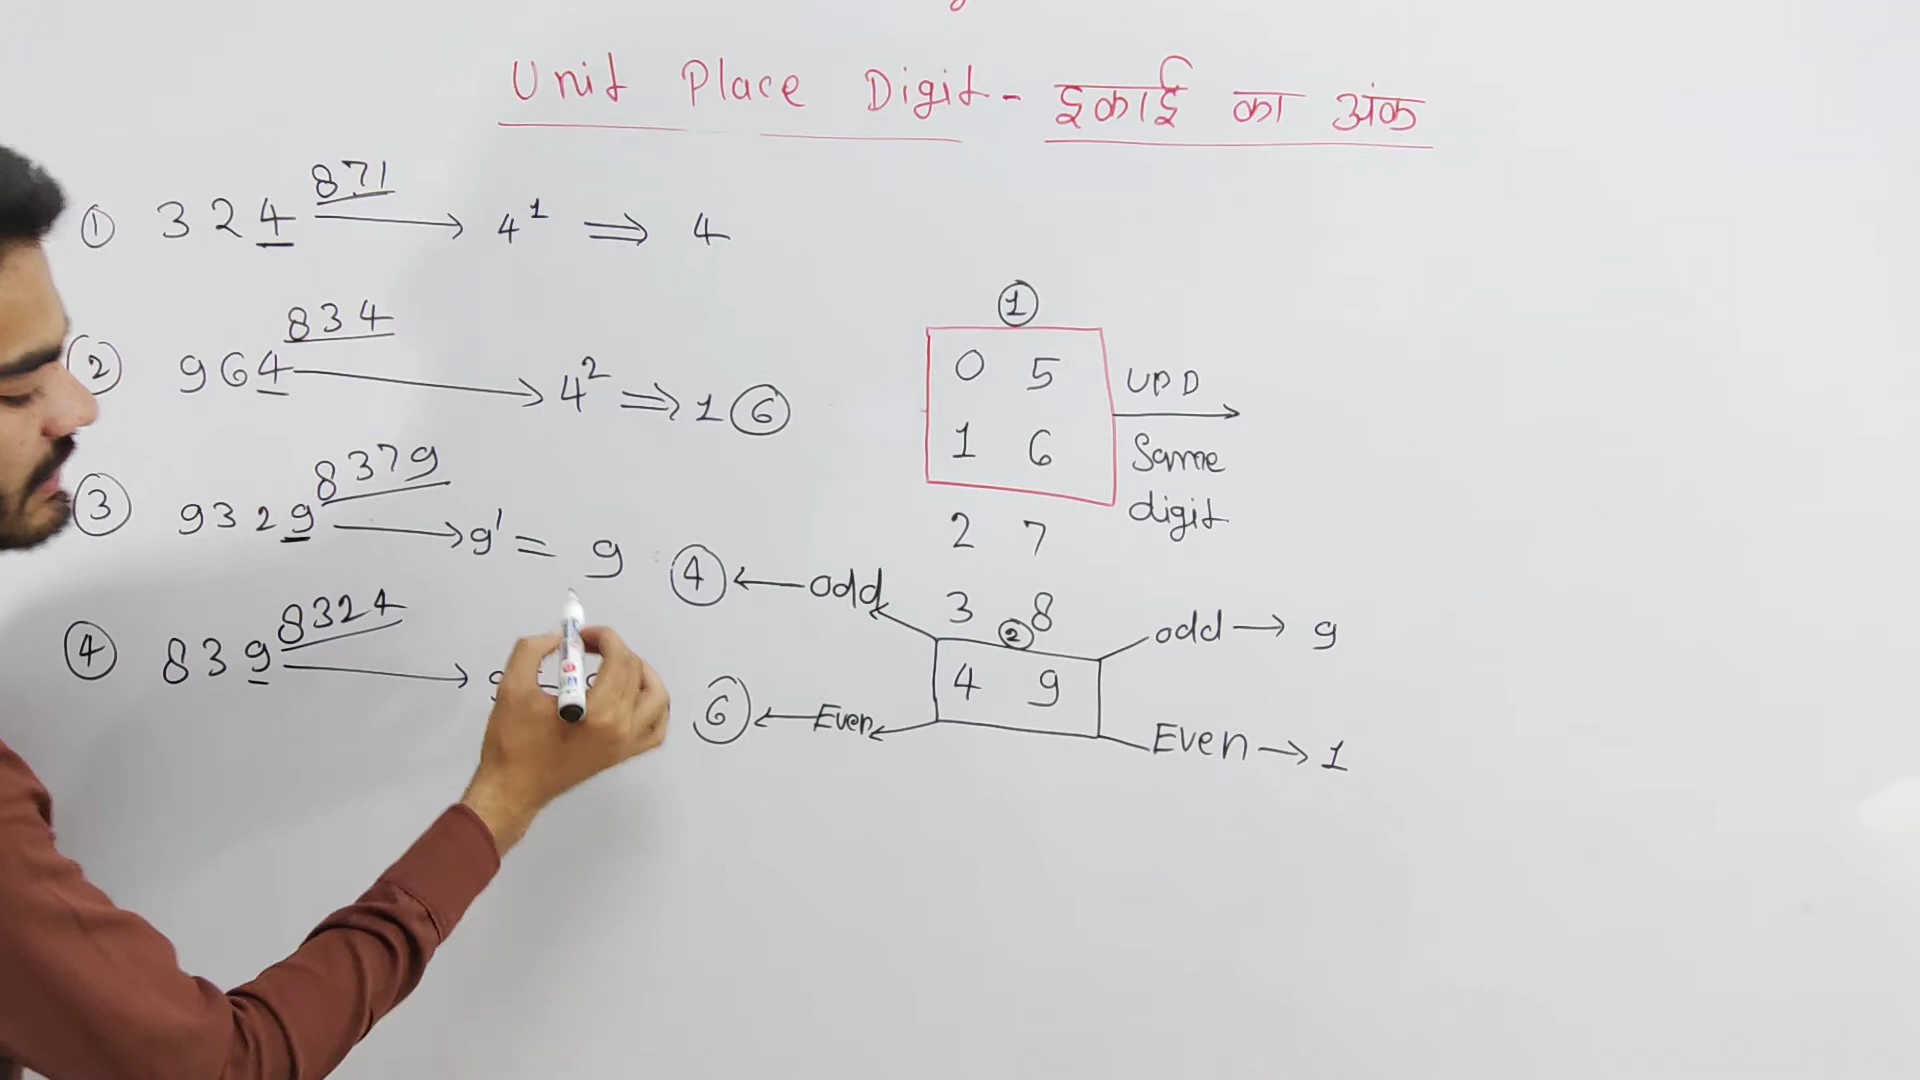 Unit Place Digit - इकाई का अंक
① 324^871 → 4^1 ⇒ 4
② 964^834 → 4^2 ⇒ 1⑥
③ 9329^8379 → 9^1 = 9
④ 839^8324 →
①
0 5
1 6
UPD → Same digit
2 7
3 8
②
4 9
④ ← odd
⑥ ← Even
odd → 9
Even → 1